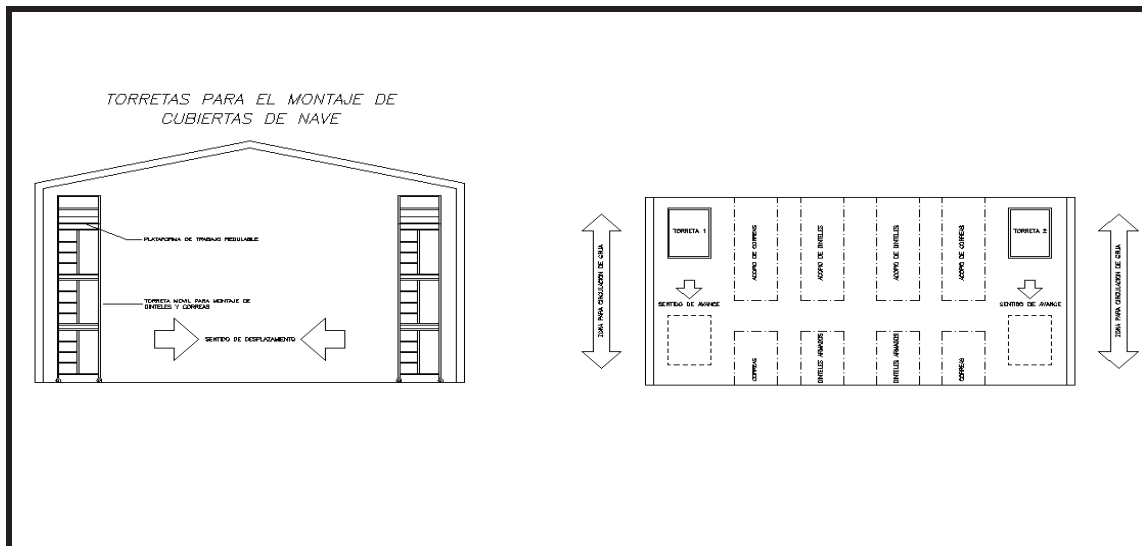 TORRETAS PARA EL MONTAJE DE
CUBIERTAS DE NAVE
PLATAFORMA DE TRABAJO REGULABLE
TORRETA MOVIL PARA MONTAJE DE
DINTELES Y CORREAS
SENTIDO DE DESPLAZAMIENTO
ZONA PARA CIRCULACION DE GRUA
TORRETA 1
SENTIDO DE AVANCE
ACOPIO DE CORREAS
ACOPIO DE DINTELES
ACOPIO DE DINTELES
ACOPIO DE CORREAS
TORRETA 2
SENTIDO DE AVANCE
CORREAS
DINTELES ARMADOS
DINTELES ARMADOS
CORREAS
ZONA PARA CIRCULACION DE GRUA